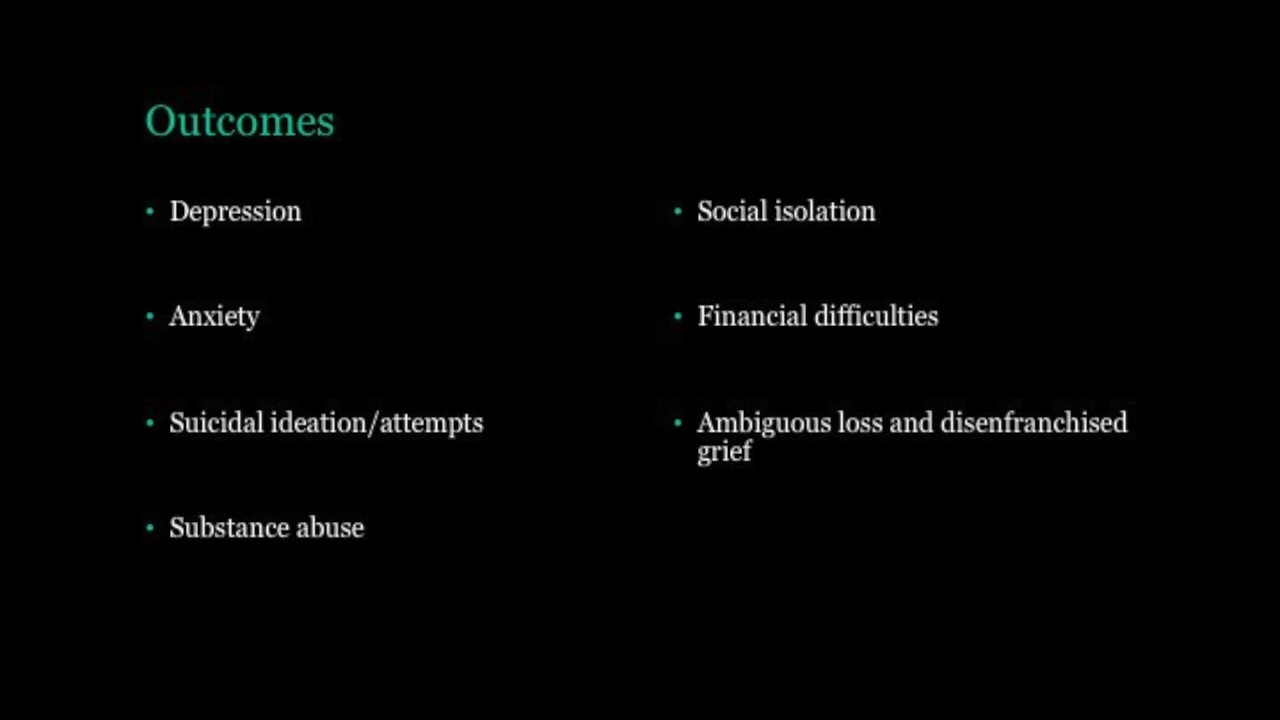 Outcomes
• Depression
• Anxiety
• Suicidal ideation/attempts
• Substance abuse
• Social isolation
• Financial difficulties
• Ambiguous loss and disenfranchised
grief